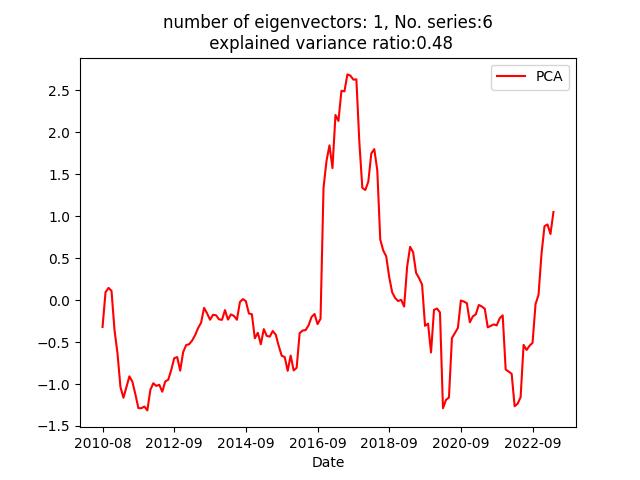 number of eigenvectors: 1, No. series:6
explained variance ratio:0.48
PCA
2.5
2.0
1.5
1.0
0.5
0.0
−0.5
−1.0
−1.5
2010-08 2012-09 2014-09 2016-09 2018-09 2020-09 2022-09
Date